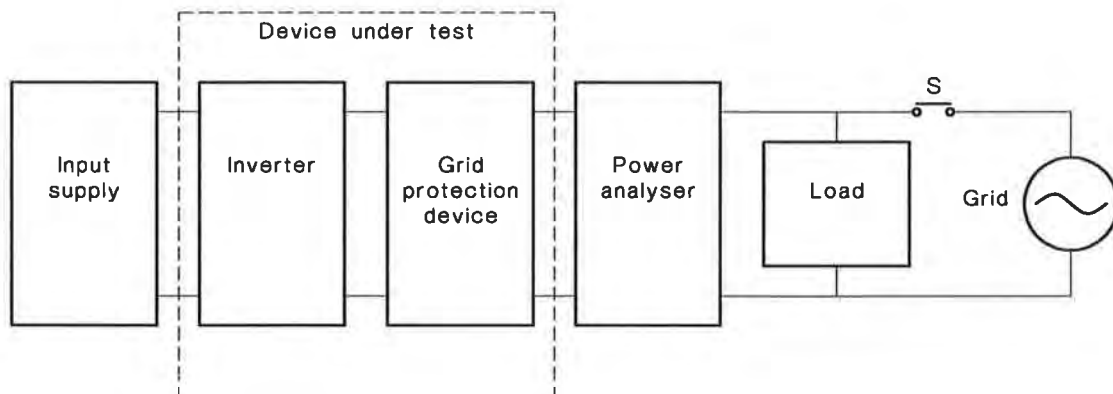 Device under test
S
Input
supply
Inverter
Grid
protection
device
Power
analyser
Load
Grid